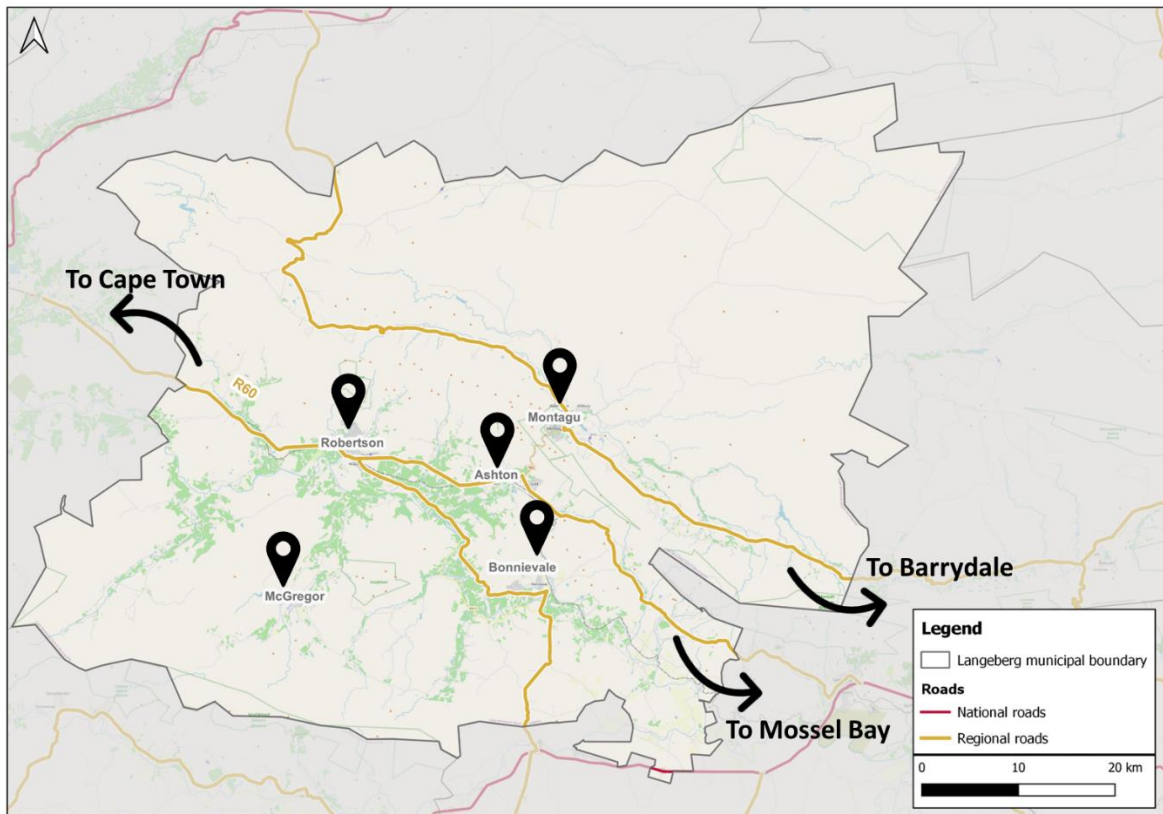 To Cape Town
R60
Montagu
Robertson
Ashton
Bonnievale
McGregor
To Barrydale
To Mossel Bay
Legend
Langeberg municipal boundary
Roads
National roads
Regional roads
0 10 20 km